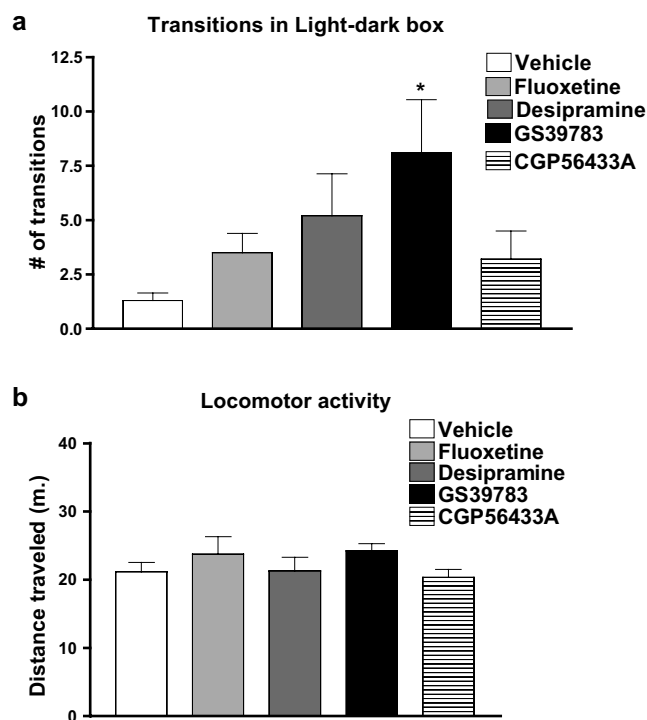 a
Transitions in Light-dark box
# of transitions
12.5
10.0
7.5
5.0
2.5
0.0
*
Vehicle
Fluoxetine
Desipramine
GS39783
CGP56433A
b
Locomotor activity
Distance traveled (m.)
40
30
20
10
0
Vehicle
Fluoxetine
Desipramine
GS39783
CGP56433A